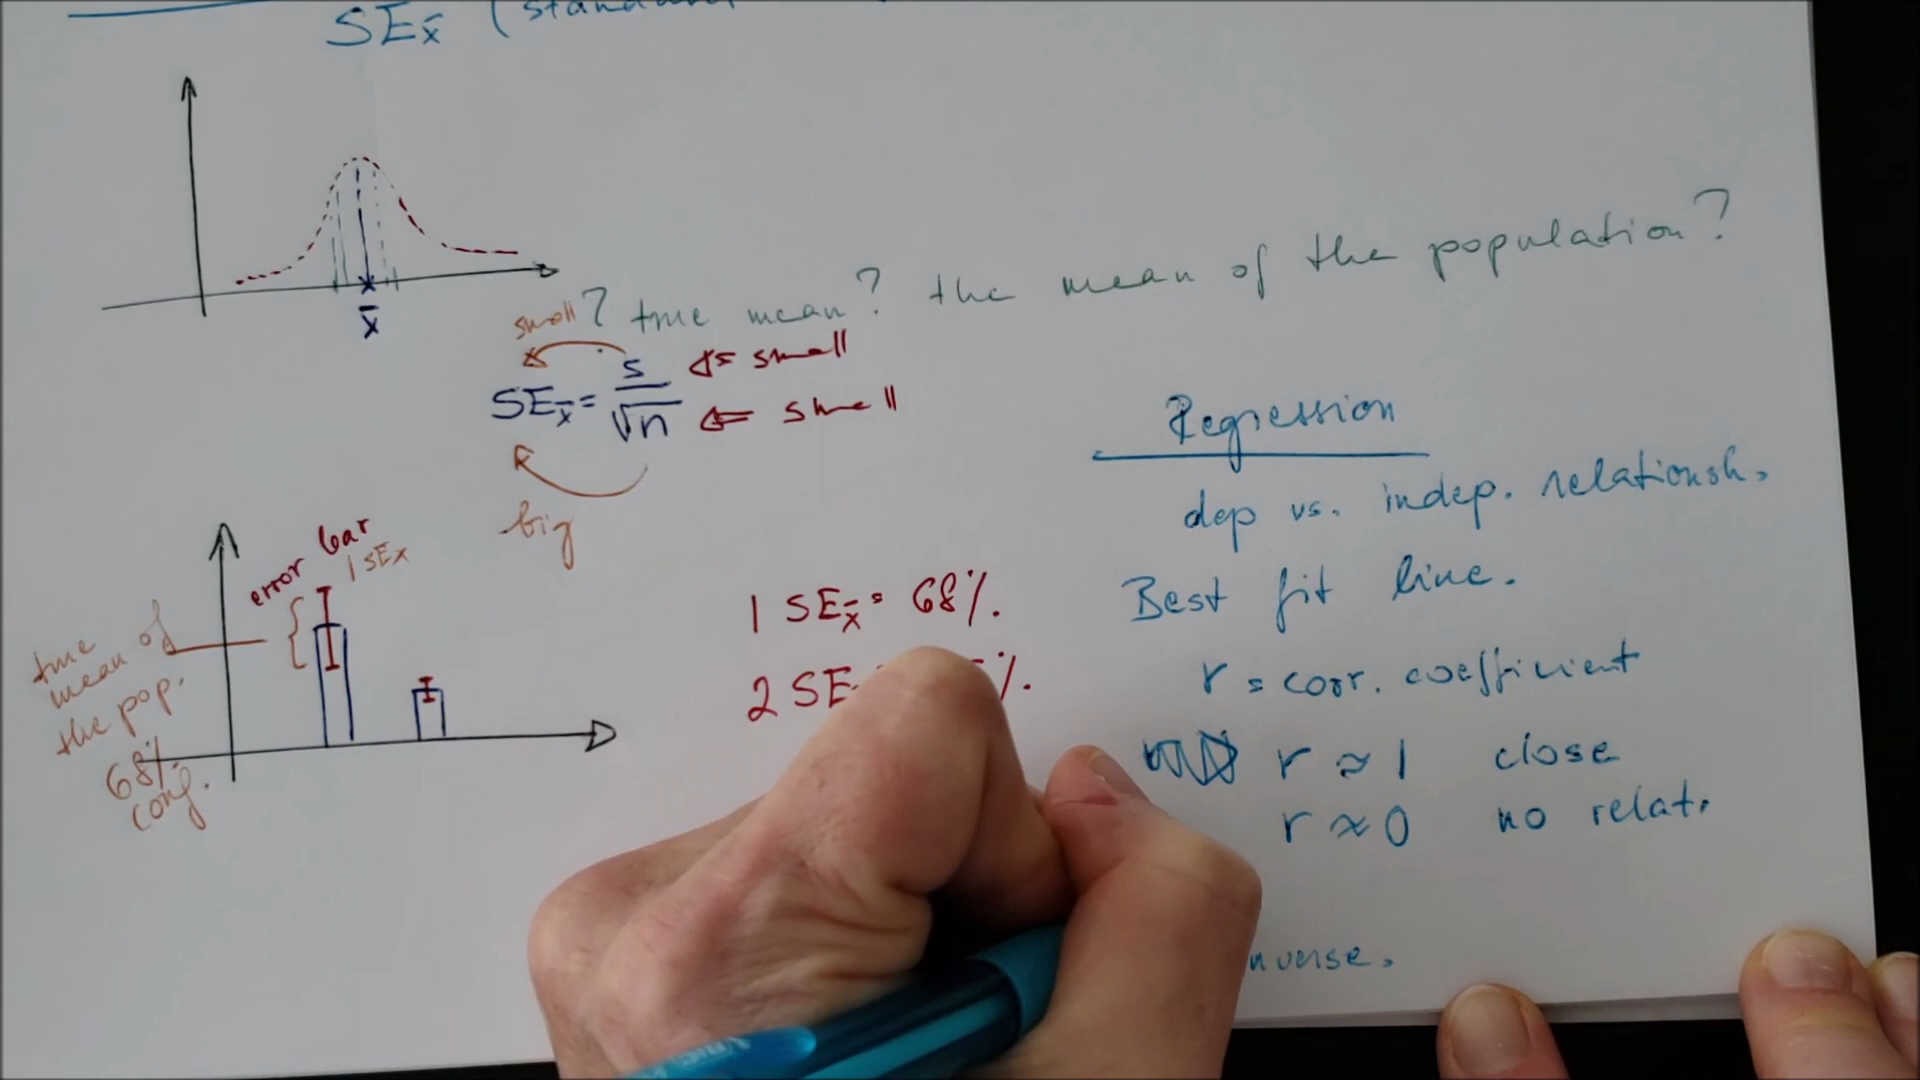 SEx̄ (standard
x̄
small? true mean? the mean of the population?
SEx̄ = s/√n
⇐ small
⇐ small
big
error bar
1 SEx
true
mean of
the pop.
68%
conf.
1 SEx̄ = 68%.
2 SE %.
Regression
dep vs. indep. relationsh.
Best fit line.
r = corr. coefficient
r ≈ 1 close
r ≈ 0 no relat.
nverse.